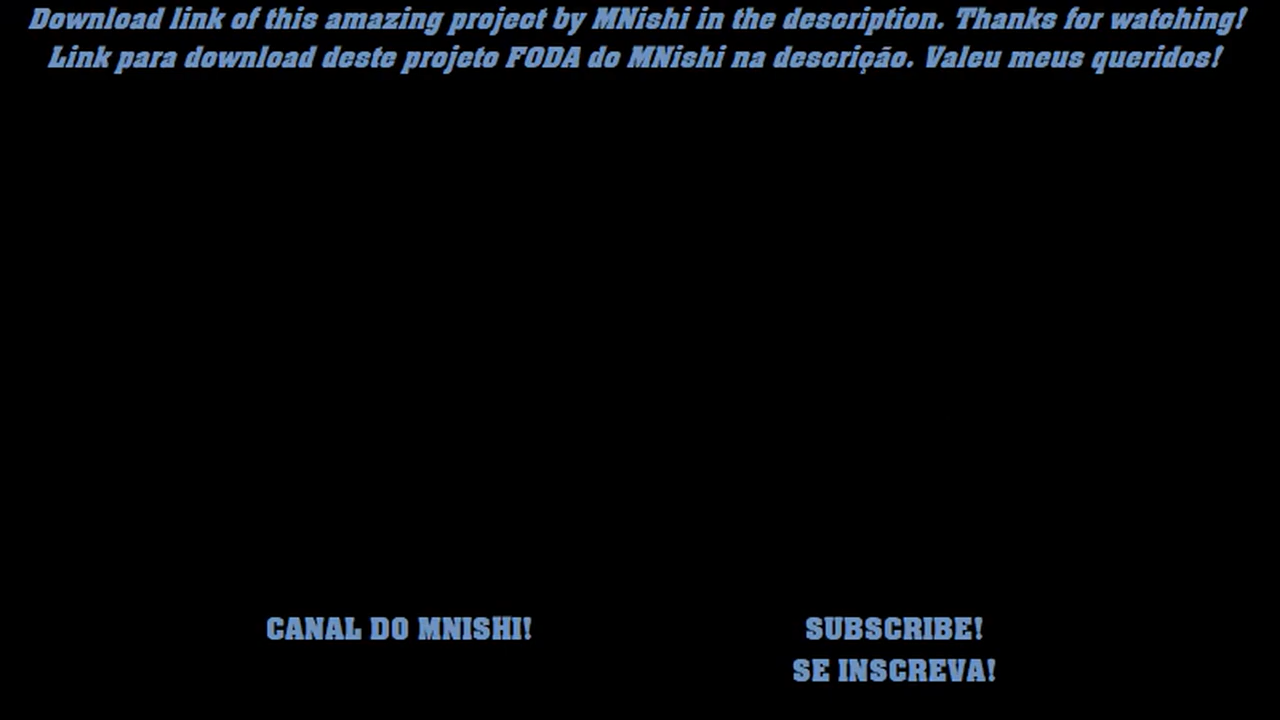 Download link of this amazing project by MNishi in the description. Thanks for watching!
Link para download deste projeto FODA do MNishi na descrição. Valeu meus queridos!
CANAL DO MNISHI!
SUBSCRIBE!
SE INSCREVA!